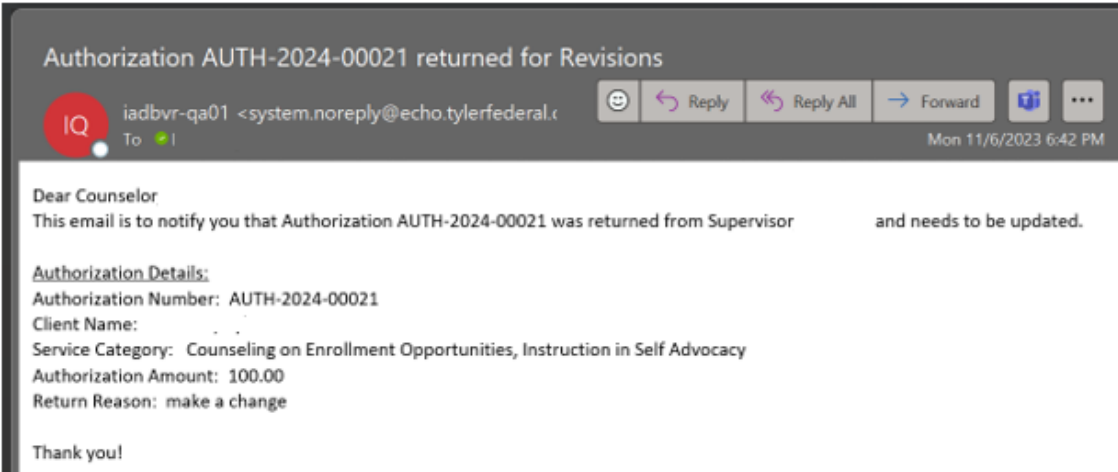 Authorization AUTH-2024-00021 returned for Revisions
IQ
iadbvr-qa01 <system.noreply@echo.tylerfederal.c
Reply
Reply All
Forward
To
Mon 11/6/2023 6:42 PM
Dear Counselor
This email is to notify you that Authorization AUTH-2024-00021 was returned from Supervisor and needs to be updated.
Authorization Details:
Authorization Number: AUTH-2024-00021
Client Name:
Service Category: Counseling on Enrollment Opportunities, Instruction in Self Advocacy
Authorization Amount: 100.00
Return Reason: make a change
Thank you!